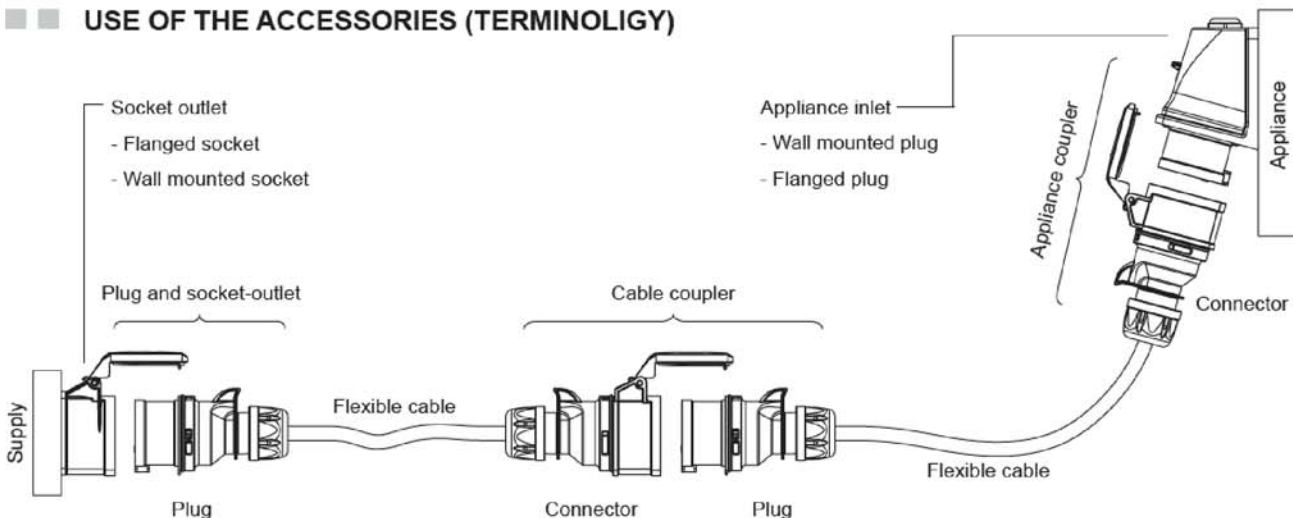 USE OF THE ACCESSORIES (TERMINOLIGY)
Socket outlet
- Flanged socket
- Wall mounted socket
Appliance inlet
- Wall mounted plug
- Flanged plug
Appliance coupler
Appliance
Plug and socket-outlet
Cable coupler
Connector
Supply
Flexible cable
Flexible cable
Plug
Connector
Plug